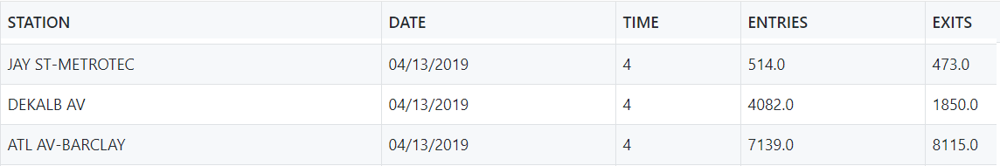 STATION DATE TIME ENTRIES EXITS
JAY ST-METROTEC 04/13/2019 4 514.0 473.0
DEKALB AV 04/13/2019 4 4082.0 1850.0
ATL AV-BARCLAY 04/13/2019 4 7139.0 8115.0